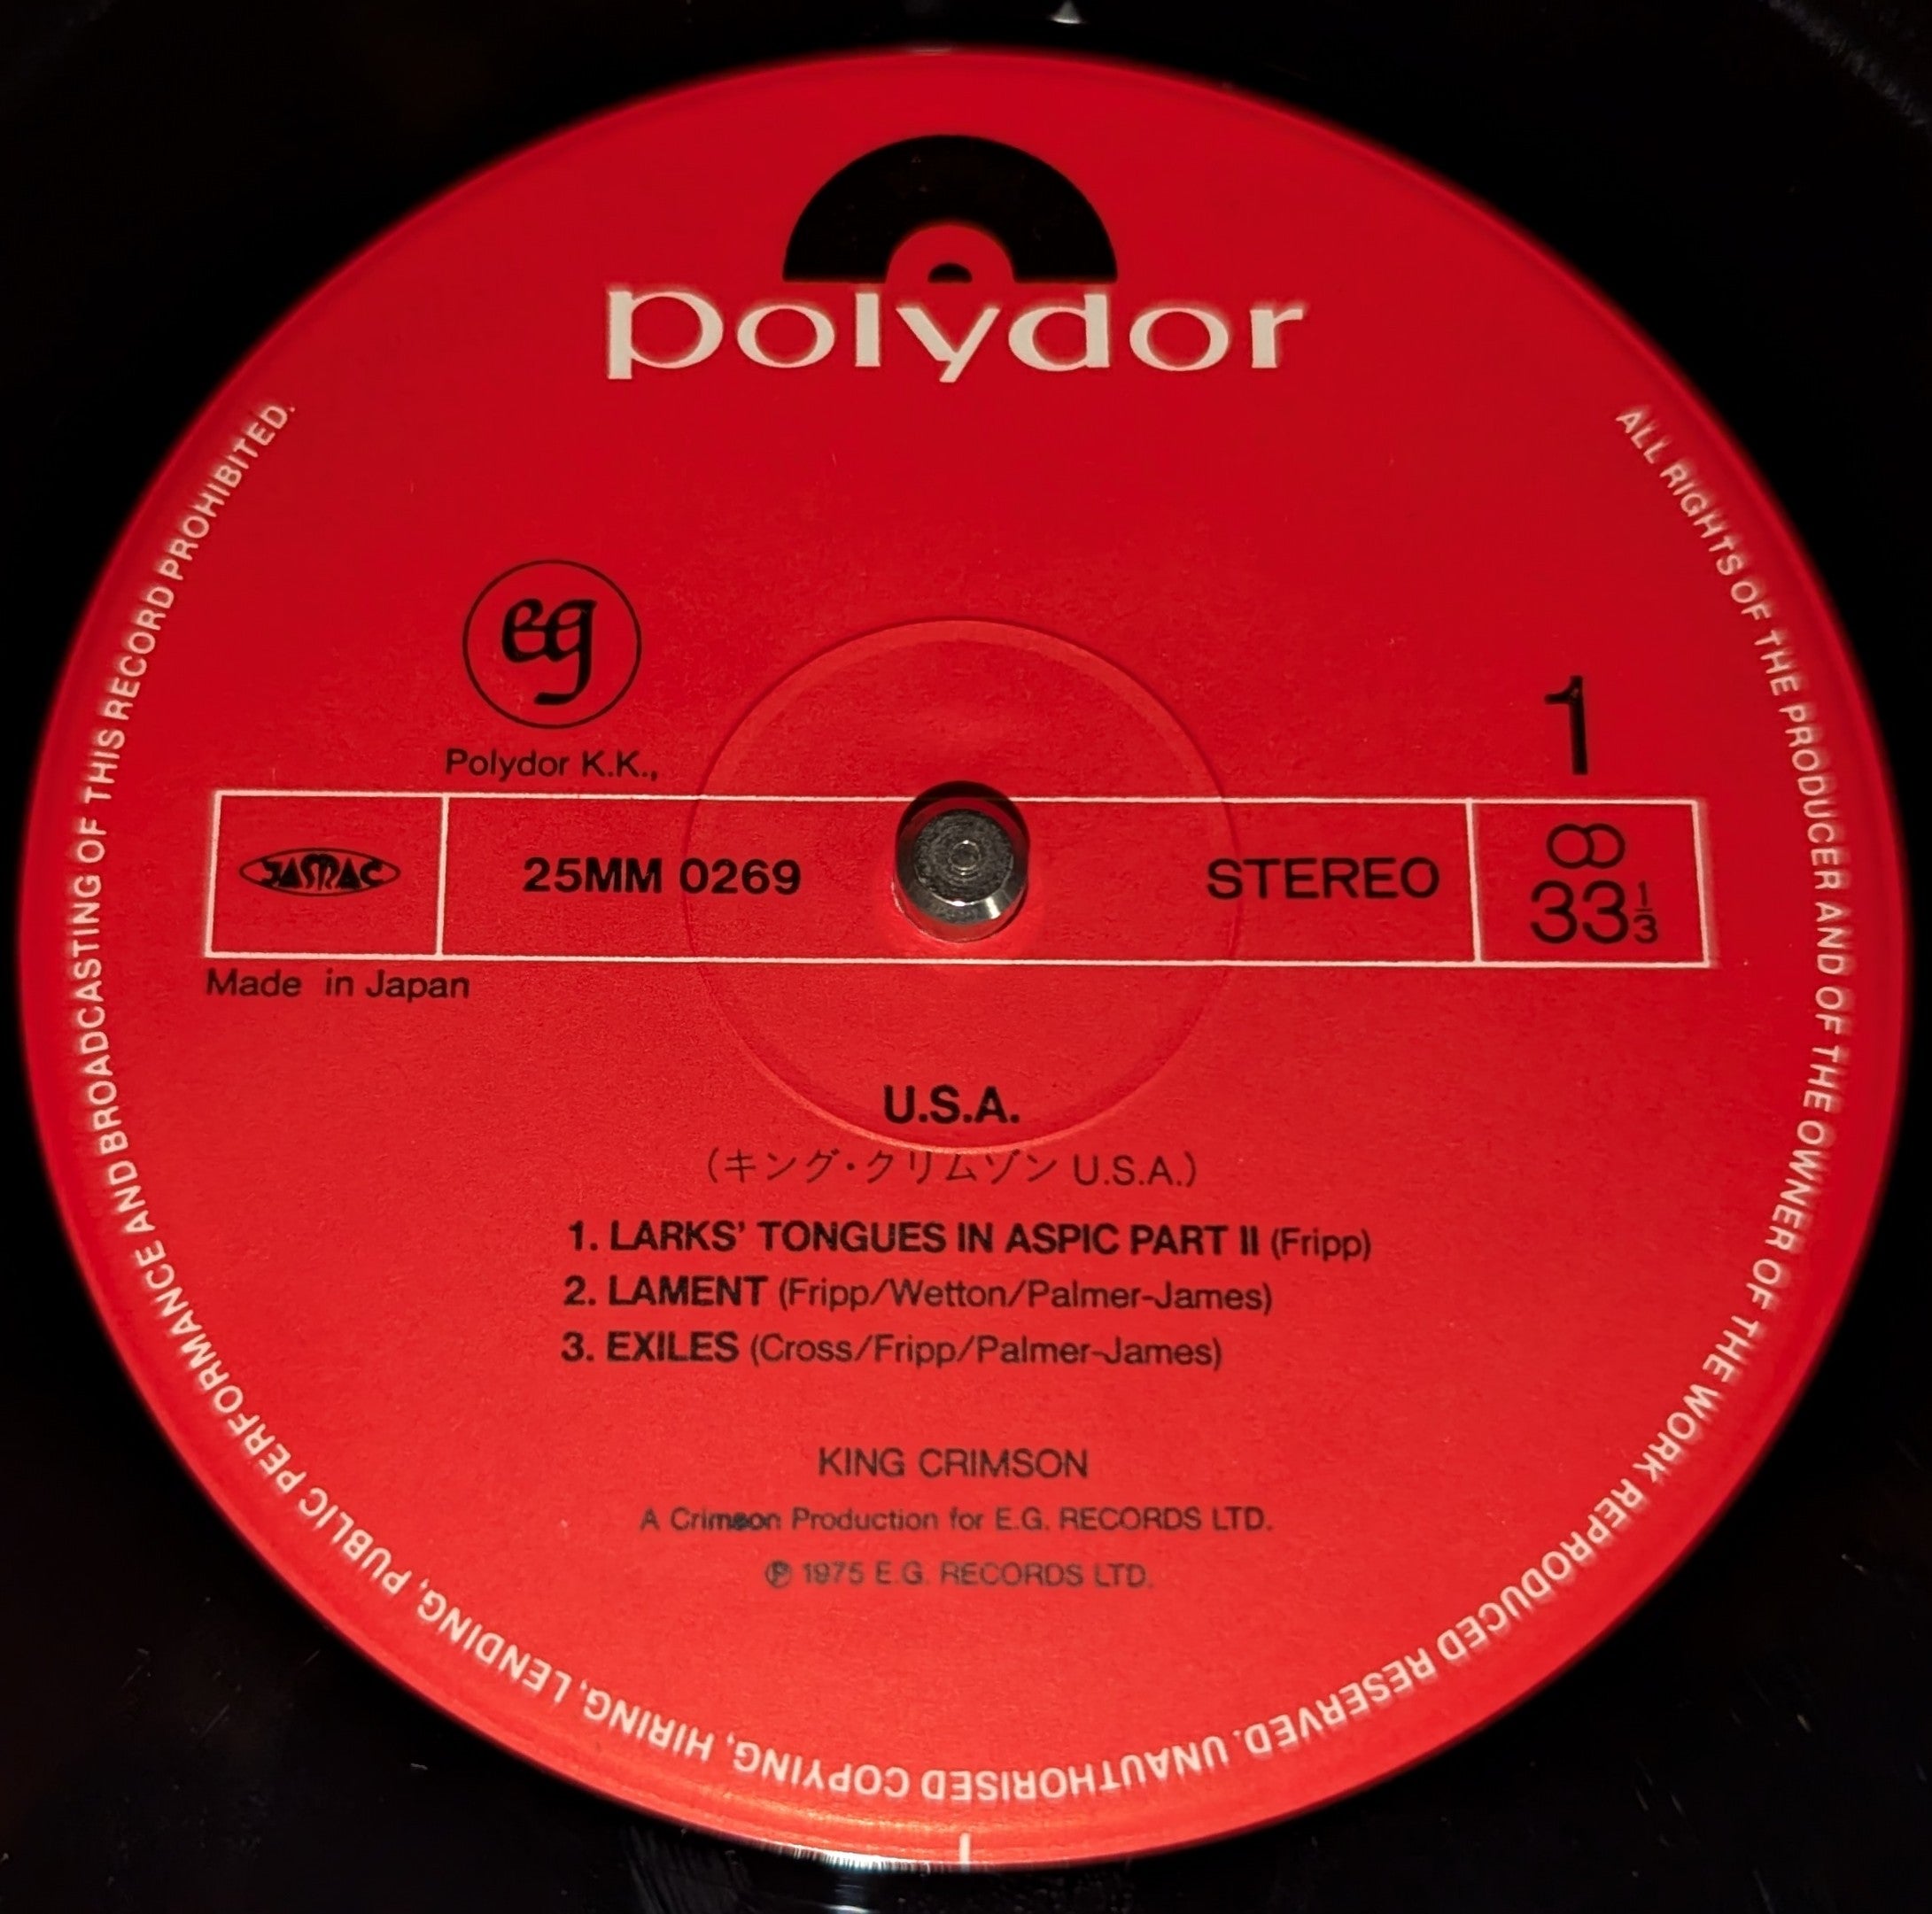 polydor
eg
Polydor K.K.,
1
JASRAC
25MM 0269
STEREO
∞
33 1/3
Made in Japan
U.S.A.
(キング・クリムゾン U.S.A.)
1. LARKS' TONGUES IN ASPIC PART II (Fripp)
2. LAMENT (Fripp/Wetton/Palmer-James)
3. EXILES (Cross/Fripp/Palmer-James)
KING CRIMSON
A Crimson Production for E.G. RECORDS LTD.
℗ 1975 E.G. RECORDS LTD.
ALL RIGHTS OF THE PRODUCER AND OF THE OWNER OF THE WORK REPRODUCED RESERVED. UNAUTHORISED COPYING, HIRING, LENDING, PUBLIC PERFORMANCE AND BROADCASTING OF THIS RECORD PROHIBITED.